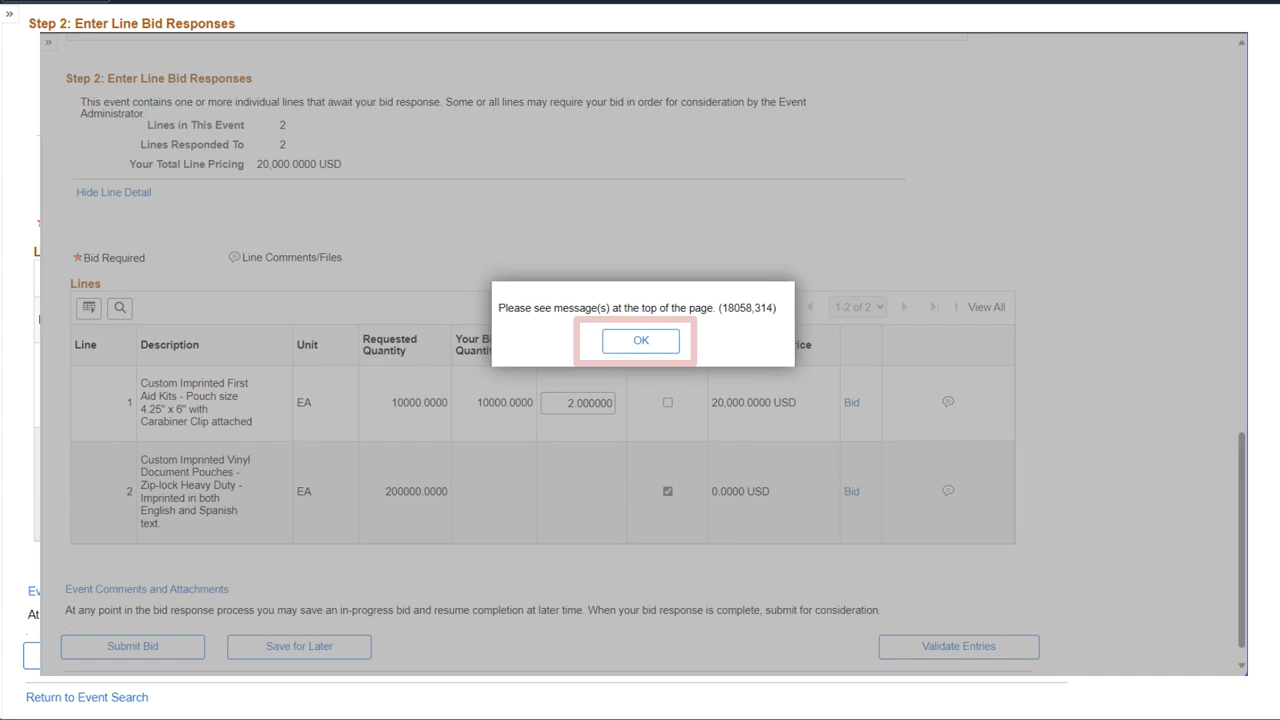 »
Step 2: Enter Line Bid Responses
»
Step 2: Enter Line Bid Responses
This event contains one or more individual lines that await your bid response. Some or all lines may require your bid in order for consideration by the Event
Administrator.
Lines in This Event 2
Lines Responded To 2
Your Total Line Pricing 20,000.0000 USD
Hide Line Detail
*Bid Required Line Comments/Files
Lines
Please see message(s) at the top of the page. (18058,314)
OK
1-2 of 2 View All
Line Description Unit Requested
Quantity
1 Custom Imprinted First
Aid Kits - Pouch size
4.25" x 6" with
Carabiner Clip attached
EA 10000.0000 10000.0000 2.000000 20,000.0000 USD Bid
2 Custom Imprinted Vinyl
Document Pouches -
Zip-lock Heavy Duty -
Imprinted in both
English and Spanish
text.
EA 200000.0000 0.0000 USD Bid
Event Comments and Attachments
At any point in the bid response process you may save an in-progress bid and resume completion at later time. When your bid response is complete, submit for consideration.
Submit Bid Save for Later Validate Entries
Return to Event Search